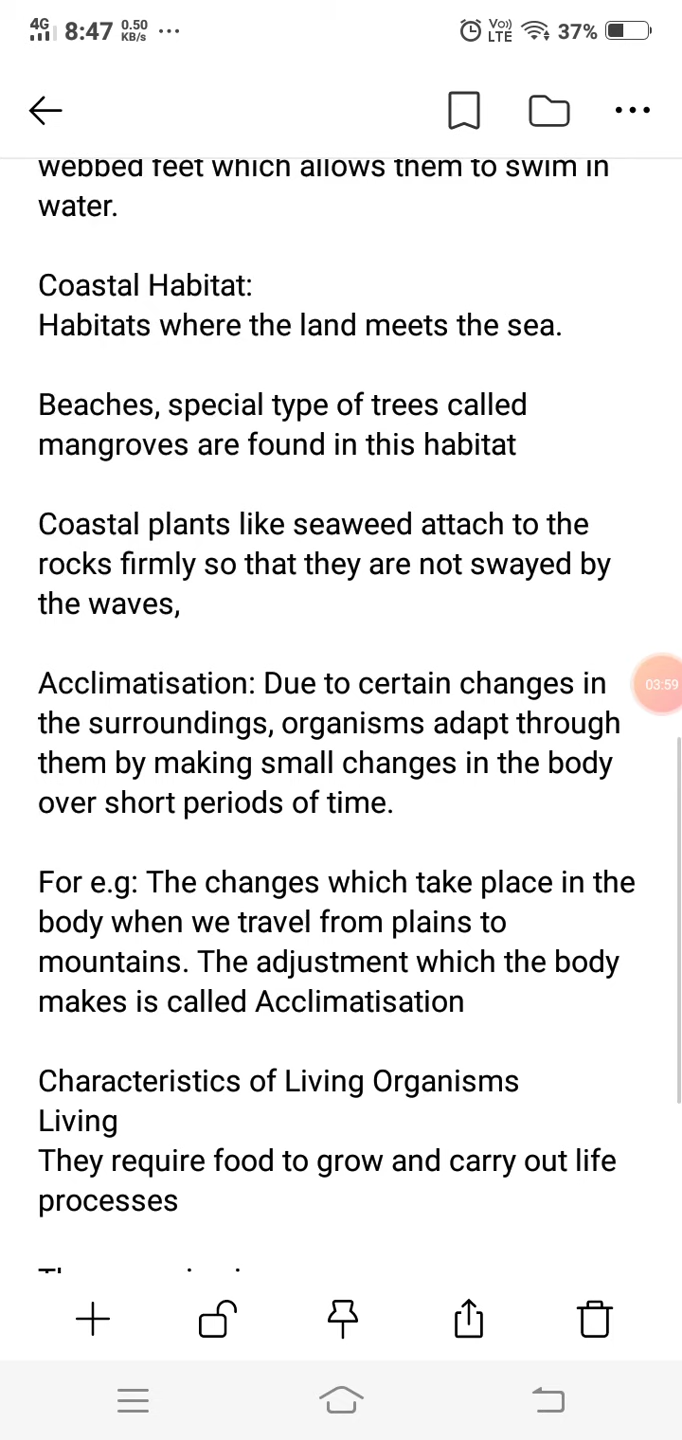 4G 8:47 0.50 KB/s ... Vo)) LTE 37%
webbed feet which allows them to swim in
water.
Coastal Habitat:
Habitats where the land meets the sea.
Beaches, special type of trees called
mangroves are found in this habitat
Coastal plants like seaweed attach to the
rocks firmly so that they are not swayed by
the waves,
Acclimatisation: Due to certain changes in
the surroundings, organisms adapt through
them by making small changes in the body
over short periods of time.
03:59
For e.g: The changes which take place in the
body when we travel from plains to
mountains. The adjustment which the body
makes is called Acclimatisation
Characteristics of Living Organisms
Living
They require food to grow and carry out life
processes